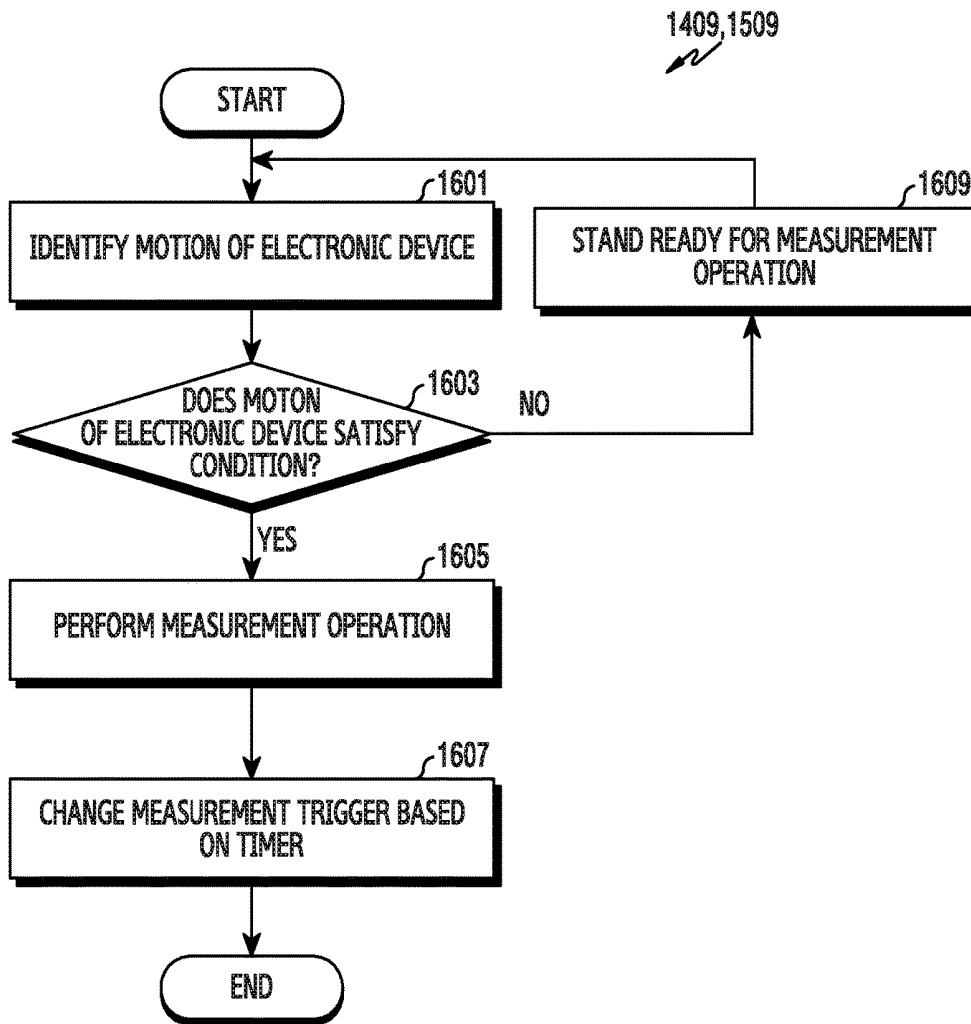 1409,1509
START
1601
IDENTIFY MOTION OF ELECTRONIC DEVICE
1609
STAND READY FOR MEASUREMENT
OPERATION
1603
DOES MOTON
OF ELECTRONIC DEVICE SATISFY
CONDITION?
NO
YES
1605
PERFORM MEASUREMENT OPERATION
1607
CHANGE MEASUREMENT TRIGGER BASED
ON TIMER
END